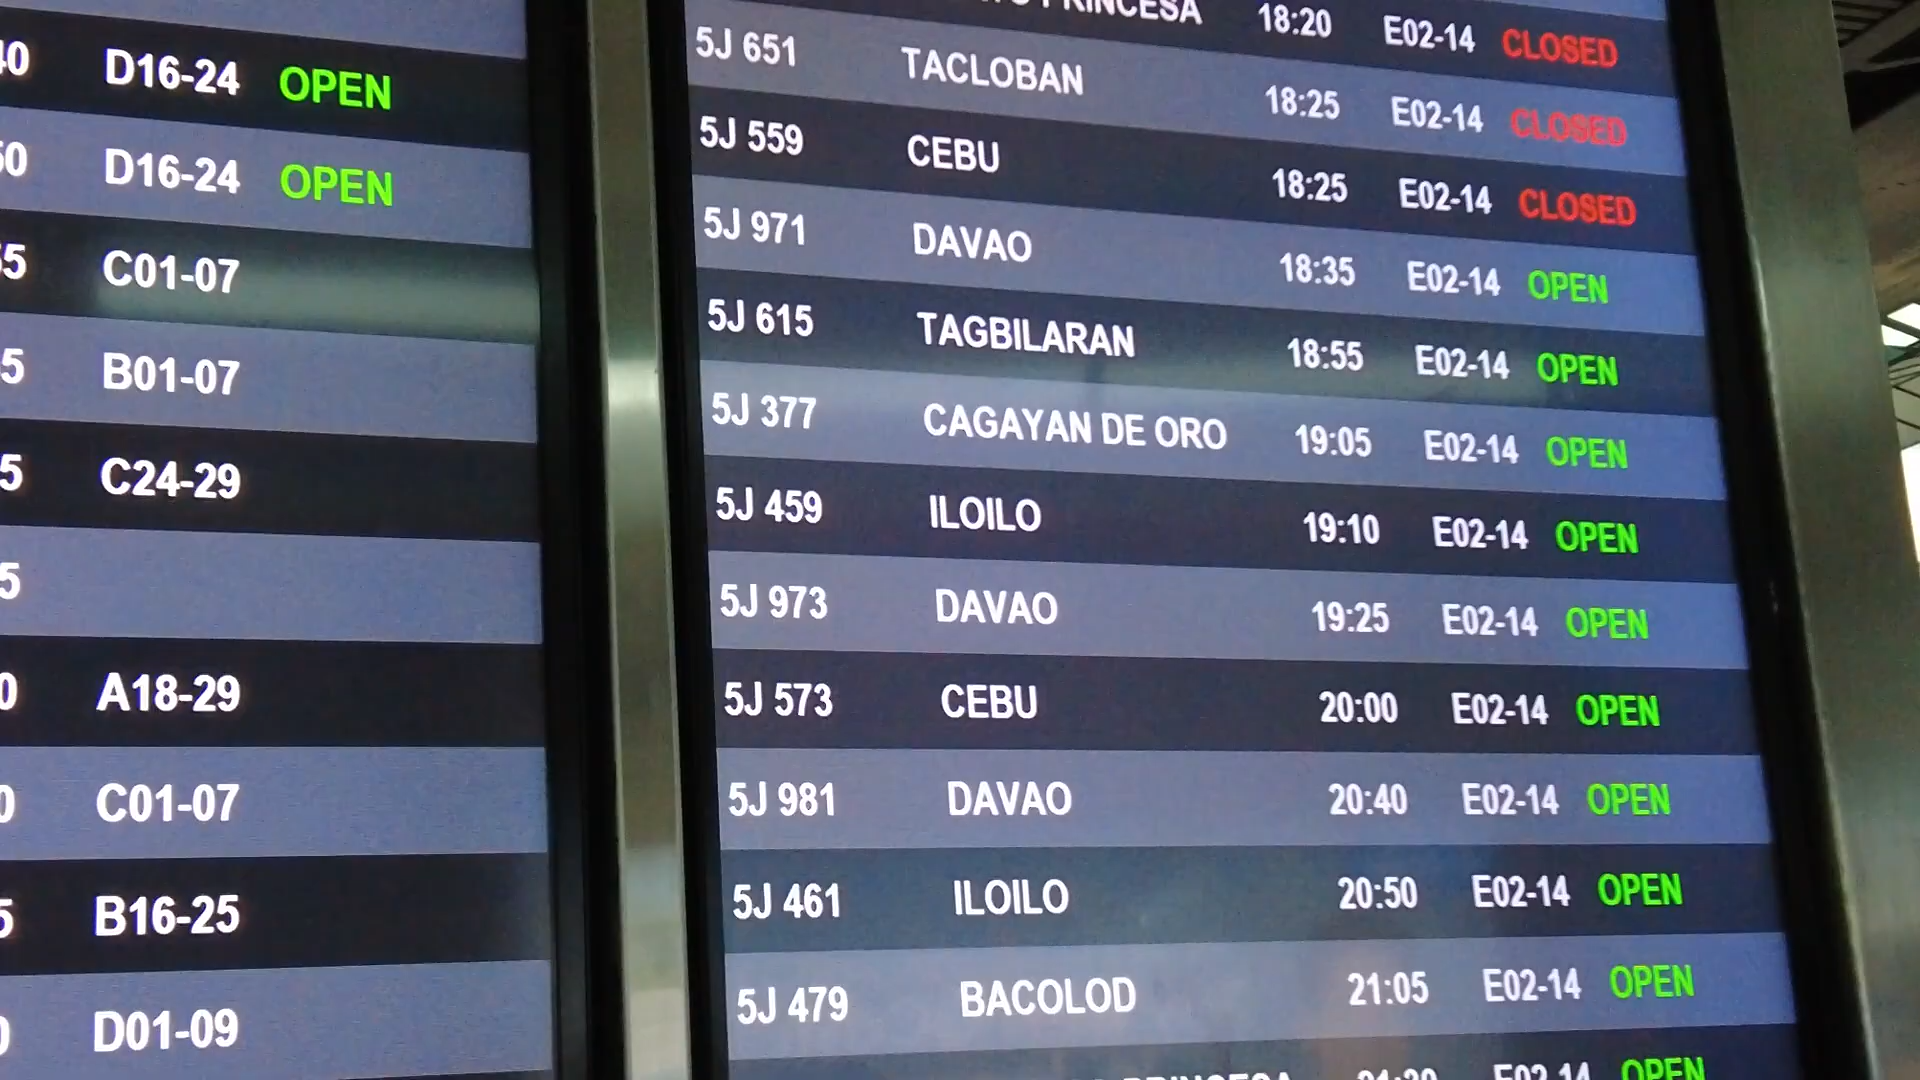 D16-24 OPEN
D16-24 OPEN
C01-07
B01-07
C24-29
A18-29
C01-07
B16-25
D01-09
PRINCESA 18:20 E02-14 CLOSED
5J 651 TACLOBAN 18:25 E02-14 CLOSED
5J 559 CEBU 18:25 E02-14 CLOSED
5J 971 DAVAO 18:35 E02-14 OPEN
5J 615 TAGBILARAN 18:55 E02-14 OPEN
5J 377 CAGAYAN DE ORO 19:05 E02-14 OPEN
5J 459 ILOILO 19:10 E02-14 OPEN
5J 973 DAVAO 19:25 E02-14 OPEN
5J 573 CEBU 20:00 E02-14 OPEN
5J 981 DAVAO 20:40 E02-14 OPEN
5J 461 ILOILO 20:50 E02-14 OPEN
5J 479 BACOLOD 21:05 E02-14 OPEN
PRINCESA E02-14 OPEN